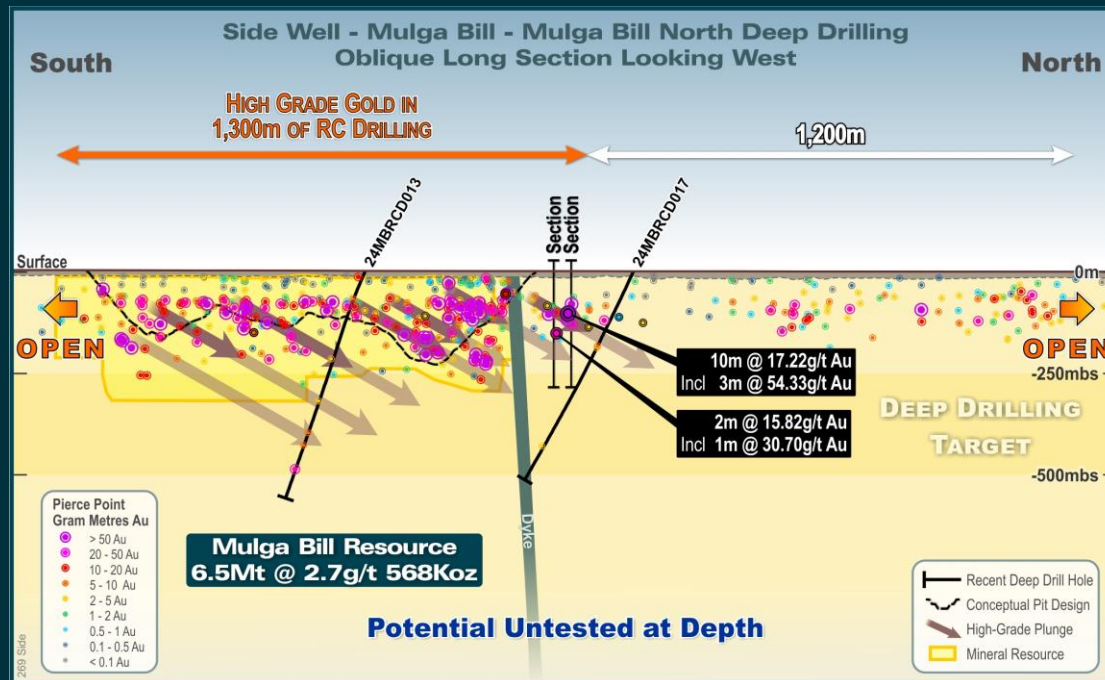 Side Well - Mulga Bill - Mulga Bill North Deep Drilling
Oblique Long Section Looking West
South
North
HIGH GRADE GOLD IN
1,300m OF RC DRILLING
1,200m
24MBRCD013
Section
Section
24MBRCD017
Surface
0m
OPEN
OPEN
10m @ 17.22g/t Au
Incl 3m @ 54.33g/t Au
-250mbs
2m @ 15.82g/t Au
Incl 1m @ 30.70g/t Au
DEEP DRILLING
TARGET
-500mbs
Dyke
Mulga Bill Resource
6.5Mt @ 2.7g/t 568Koz
Potential Untested at Depth
Pierce Point
Gram Metres Au
> 50 Au
20 - 50 Au
10 - 20 Au
5 - 10 Au
2 - 5 Au
1 - 2 Au
0.5 - 1 Au
0.1 - 0.5 Au
< 0.1 Au
Recent Deep Drill Hole
Conceptual Pit Design
High-Grade Plunge
Mineral Resource
269 Side